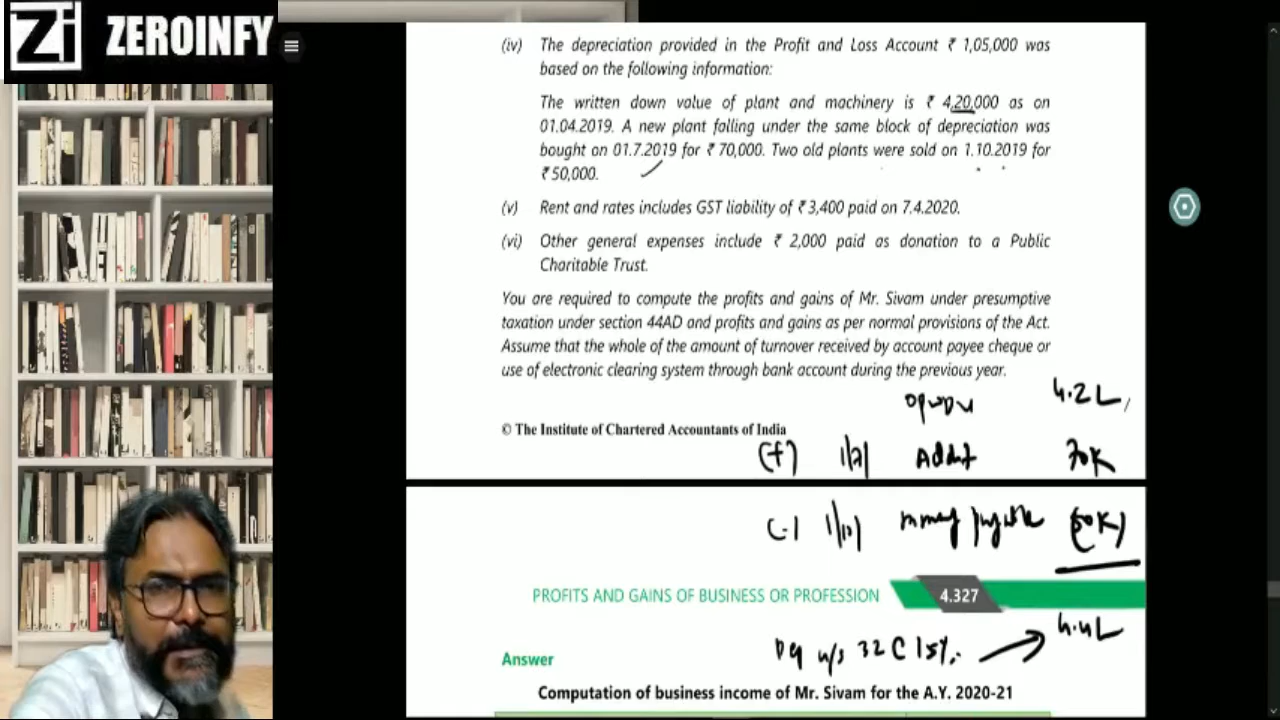 Zi ZEROINFY
(iv) The depreciation provided in the Profit and Loss Account ₹ 1,05,000 was
based on the following information:
The written down value of plant and machinery is ₹ 4,20,000 as on
01.04.2019. A new plant falling under the same block of depreciation was
bought on 01.7.2019 for ₹ 70,000. Two old plants were sold on 1.10.2019 for
₹ 50,000.
(v) Rent and rates includes GST liability of ₹ 3,400 paid on 7.4.2020.
(vi) Other general expenses include ₹ 2,000 paid as donation to a Public
Charitable Trust.
You are required to compute the profits and gains of Mr. Sivam under presumptive
taxation under section 44AD and profits and gains as per normal provisions of the Act.
Assume that the whole of the amount of turnover received by account payee cheque or
use of electronic clearing system through bank account during the previous year.
4.2L
© The Institute of Chartered Accountants of India
(+) 1/7 70K
(-) 1/10 money payable (50K)
PROFITS AND GAINS OF BUSINESS OR PROFESSION 4.327
u/s 32 @ 15% 4.4L
Answer
Computation of business income of Mr. Sivam for the A.Y. 2020-21